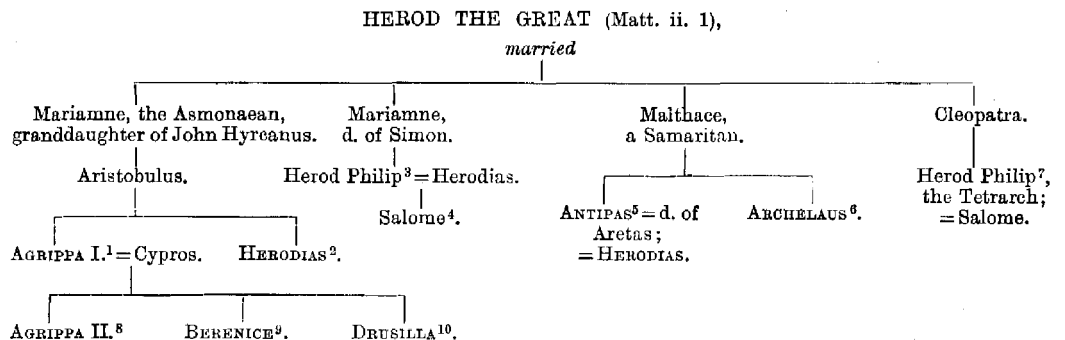 HEROD THE GREAT (Matt. ii. 1),
married
Mariamne, the Asmonaean,
granddaughter of John Hyrcanus.
Mariamne,
d. of Simon.
Malthace,
a Samaritan.
Cleopatra.
Aristobulus.
Herod Philip³ = Herodias.
Salome⁴.
ANTIPAS⁵ = d. of
Aretas;
= HERODIAS.
ARCHELAUS⁶.
Herod Philip⁷,
the Tetrarch;
= Salome.
AGRIPPA I.¹ = Cypros.
HERODIAS².
AGRIPPA II.⁸
BERENICE⁹.
DRUSILLA¹⁰.